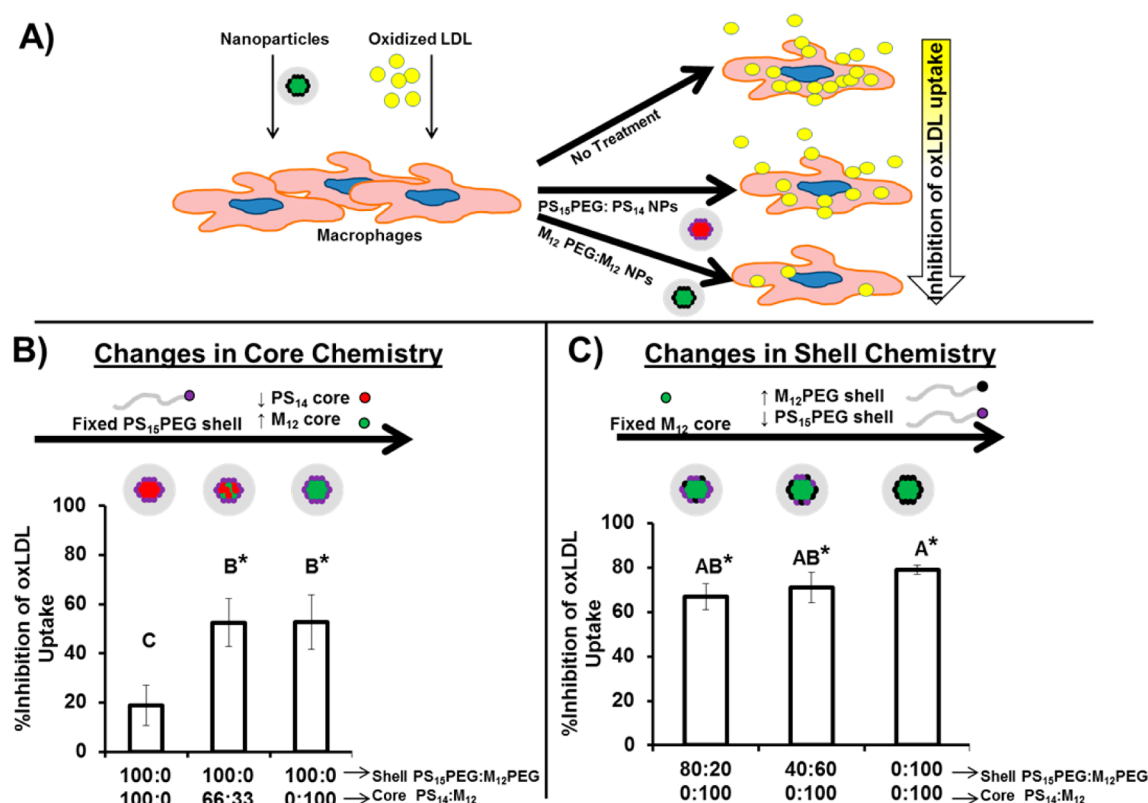 A)
Nanoparticles
Oxidized LDL
Macrophages
No Treatment
PS₁₅PEG: PS₁₄ NPs
M₁₂ PEG:M₁₂ NPs
Inhibition of oxLDL uptake
B)
Changes in Core Chemistry
Fixed PS₁₅PEG shell
↓ PS₁₄ core
↑ M₁₂ core
%Inhibition of oxLDL
Uptake
100
80
60
40
20
0
C
B*
B*
100:0 100:0 100:0 →Shell PS₁₅PEG:M₁₂PEG
100:0 66:33 0:100 →Core PS₁₄:M₁₂
C)
Changes in Shell Chemistry
Fixed M₁₂ core
↑ M₁₂PEG shell
↓ PS₁₅PEG shell
%Inhibition of oxLDL
Uptake
100
80
60
40
20
0
AB*
AB*
A*
80:20 40:60 0:100 →Shell PS₁₅PEG:M₁₂PEG
0:100 0:100 0:100 →Core PS₁₄:M₁₂